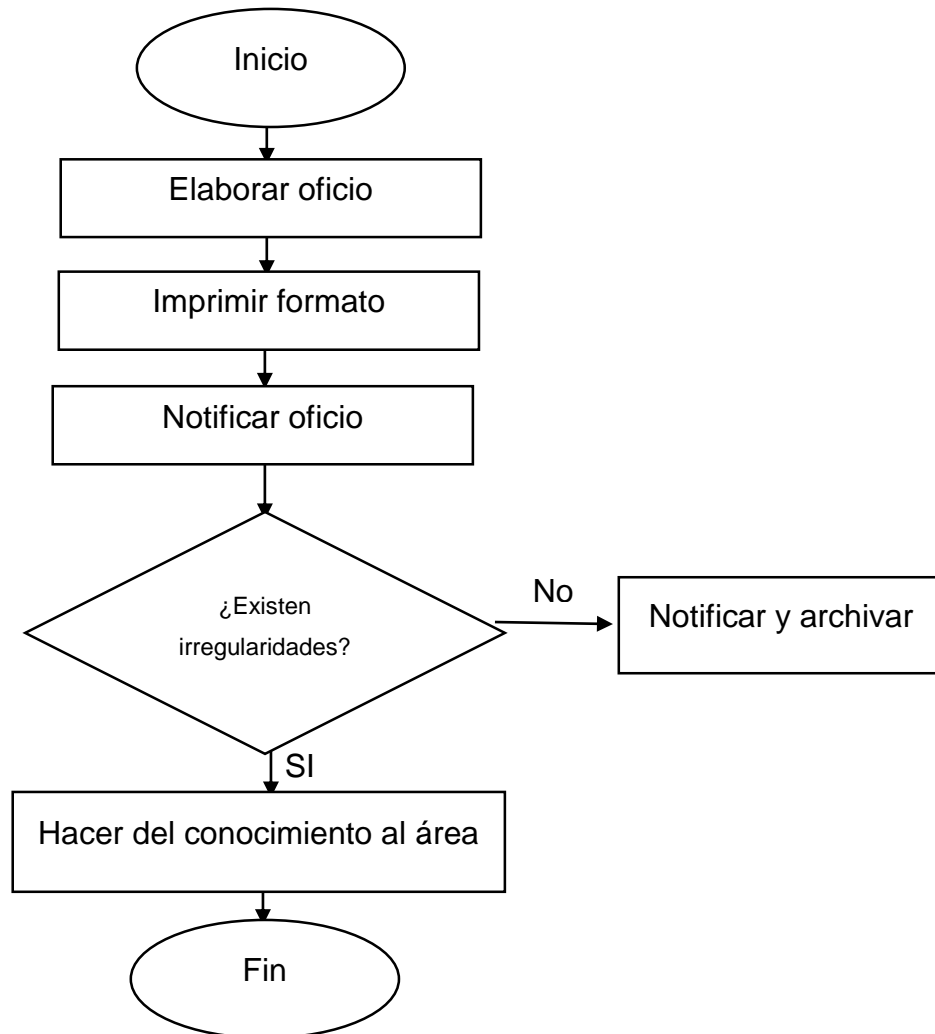 Inicio
Elaborar oficio
Imprimir formato
Notificar oficio
¿Existen
irregularidades?
No
Notificar y archivar
SI
Hacer del conocimiento al área
Fin